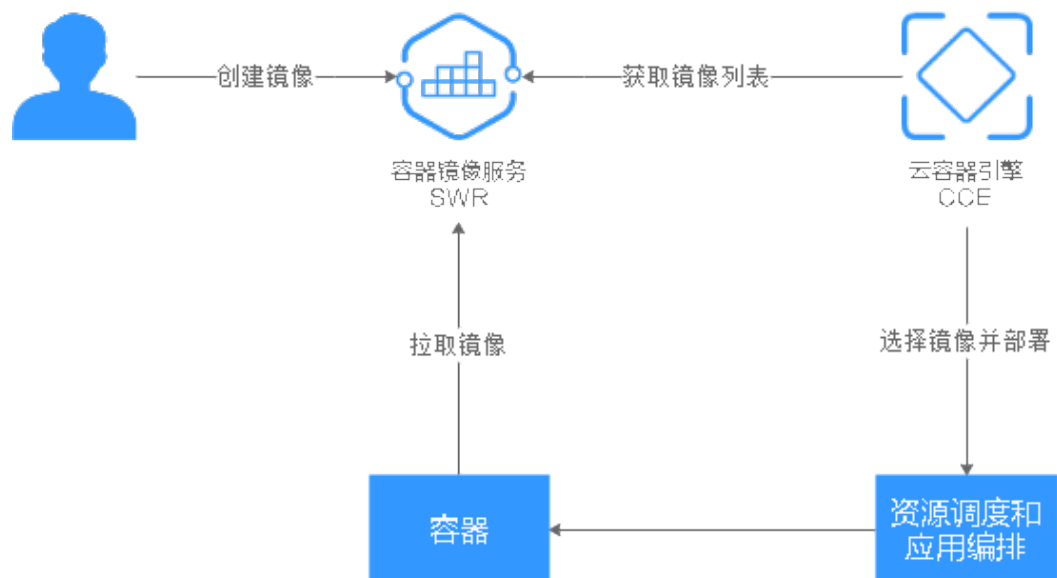 创建镜像
获取镜像列表
容器镜像服务
SWR
云容器引擎
CCE
拉取镜像
选择镜像并部署
容器
资源调度和
应用编排